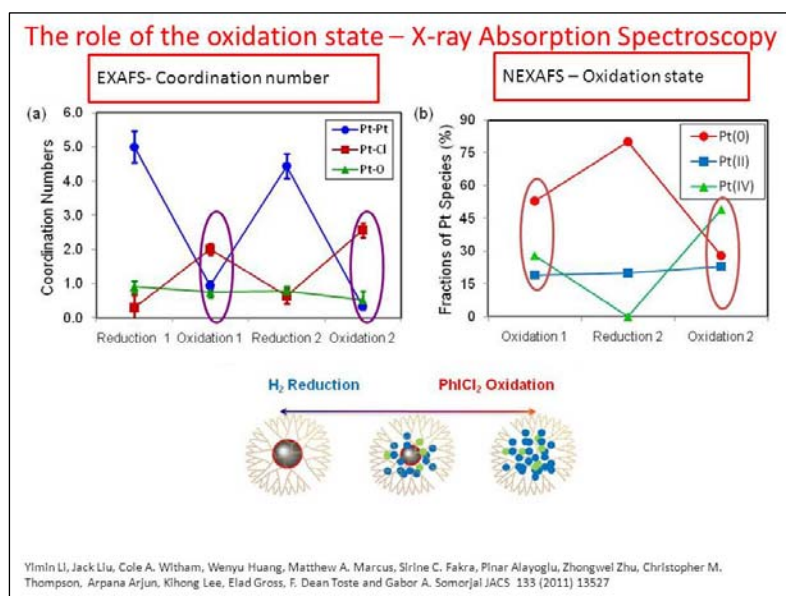 The role of the oxidation state – X-ray Absorption Spectroscopy
EXAFS- Coordination number
NEXAFS – Oxidation state
(a)
6.0
5.0
4.0
3.0
2.0
1.0
0.0
Coordination Numbers
Pt-Pt
Pt-Cl
Pt-O
Reduction 1 Oxidation 1 Reduction 2 Oxidation 2
(b)
90
75
60
45
30
15
0
Fractions of Pt Species (%)
Pt(0)
Pt(II)
Pt(IV)
Oxidation 1 Reduction 2 Oxidation 2
H₂ Reduction PhICl₂ Oxidation
Yimin Li, Jack Liu, Cole A. Witham, Wenyu Huang, Matthew A. Marcus, Sirine C. Fakra, Pinar Alayoglu, Zhongwei Zhu, Christopher M.
Thompson, Arpana Arjun, Kihong Lee, Elad Gross, F. Dean Toste and Gabor A. Somorjai JACS 133 (2011) 13527